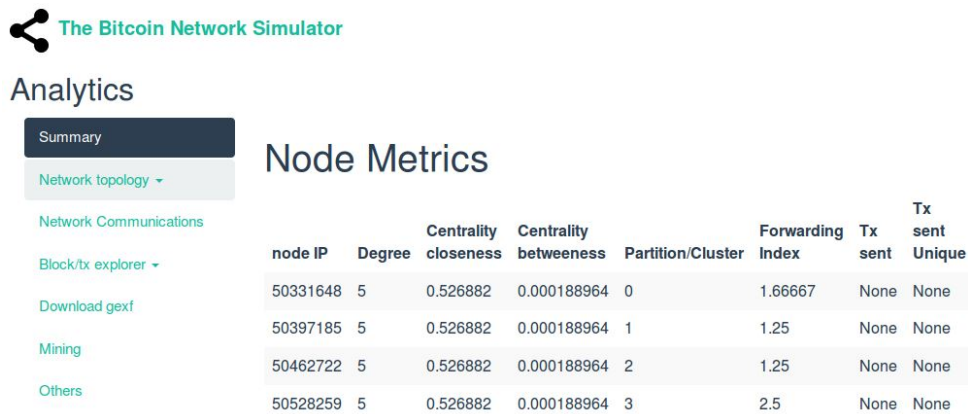 The Bitcoin Network Simulator
Analytics
Summary
Network topology
Network Communications
Block/tx explorer
Download gexf
Mining
Others
Node Metrics
node IP Degree Centrality closeness Centrality betweeness Partition/Cluster Forwarding Index Tx sent Tx sent Unique
50331648 5 0.526882 0.000188964 0 1.66667 None None
50397185 5 0.526882 0.000188964 1 1.25 None None
50462722 5 0.526882 0.000188964 2 1.25 None None
50528259 5 0.526882 0.000188964 3 2.5 None None